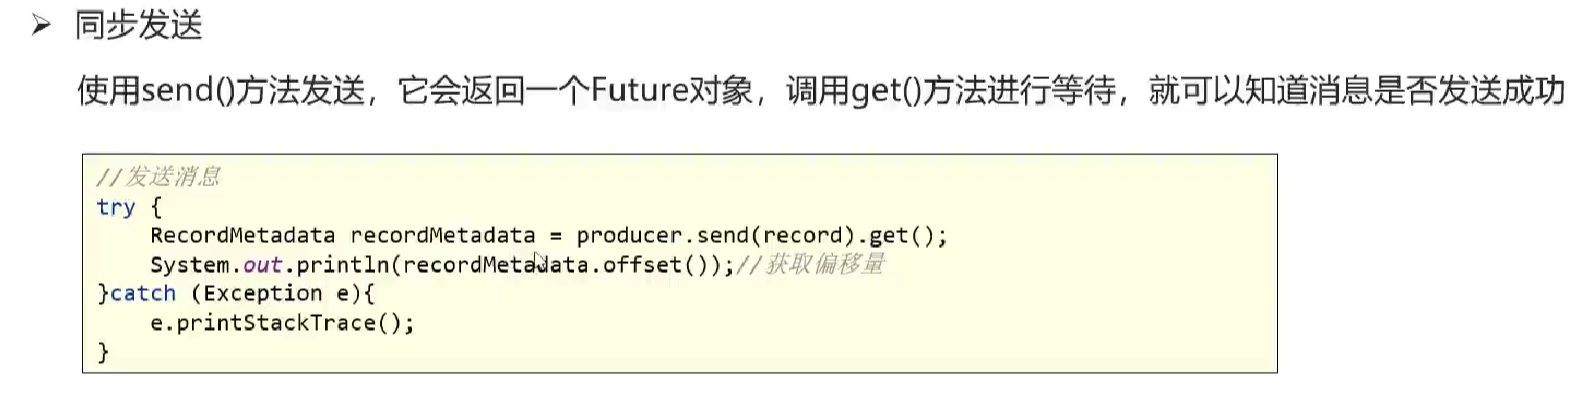 ➤ 同步发送
使用send()方法发送，它会返回一个Future对象，调用get()方法进行等待，就可以知道消息是否发送成功
//发送消息
try {
    RecordMetadata recordMetadata = producer.send(record).get();
    System.out.println(recordMetadata.offset());//获取偏移量
}catch (Exception e){
    e.printStackTrace();
}